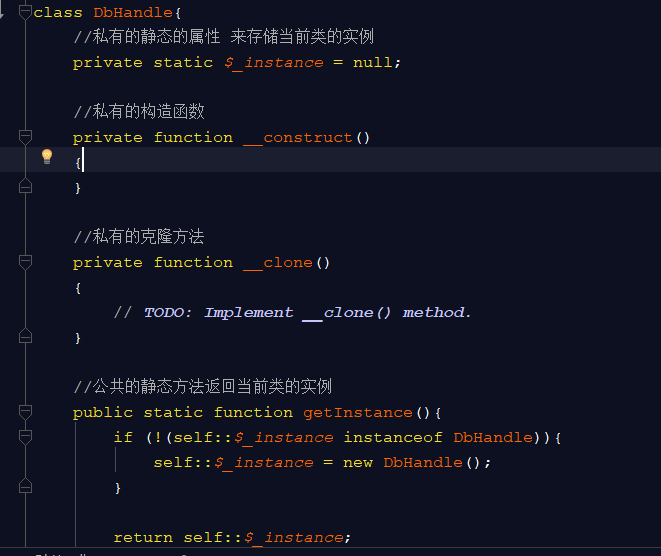 class DbHandle{
//私有的静态的属性 来存储当前类的实例
private static $_instance = null;
//私有的构造函数
private function __construct()
{
}
//私有的克隆方法
private function __clone()
{
// TODO: Implement __clone() method.
}
//公共的静态方法返回当前类的实例
public static function getInstance(){
if (!(self::$_instance instanceof DbHandle)){
self::$_instance = new DbHandle();
}
return self::$_instance;